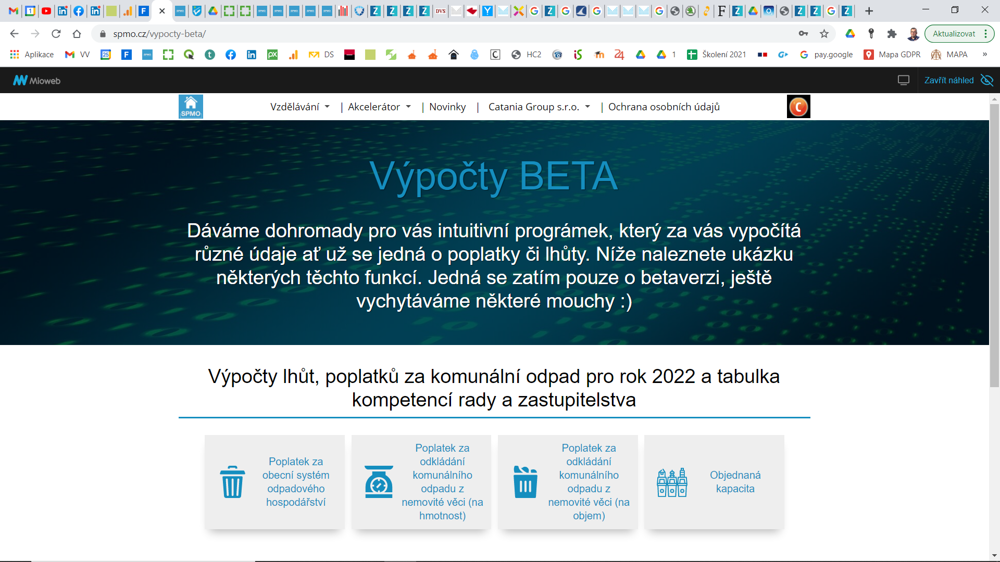 spmo.cz/vypocty-beta/
Aktualizovat
Aplikace
VV
DS
HC2
1
Školení 2021
pay.google
Mapa GDPR
MAPA
»
Mioweb
Zavřít náhled
SPMO
Vzdělávání | Akcelerátor | Novinky | Catania Group s.r.o. | Ochrana osobních údajů
C
Výpočty BETA
Dáváme dohromady pro vás intuitivní prográmek, který za vás vypočítá
různé údaje ať už se jedná o poplatky či lhůty. Níže naleznete ukázku
některých těchto funkcí. Jedná se zatím pouze o betaverzi, ještě
vychytáváme některé mouchy :)
Výpočty lhůt, poplatků za komunální odpad pro rok 2022 a tabulka
kompetencí rady a zastupitelstva
Poplatek za
obecní systém
odpadového
hospodářství
Poplatek za
odkládání
komunálního
odpadu z
nemovité věci (na
hmotnost)
Poplatek za
odkládání
komunálního
odpadu z
nemovité věci (na
objem)
Objednaná
kapacita